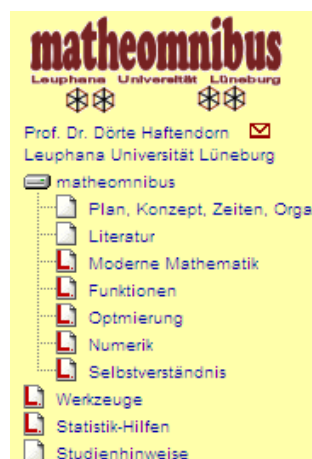 matheomnibus
Leuphana Universität Lüneburg
Prof. Dr. Dörte Haftendorn
Leuphana Universität Lüneburg
matheomnibus
Plan, Konzept, Zeiten, Orga
Literatur
Moderne Mathematik
Funktionen
Optmierung
Numerik
Selbstverständnis
Werkzeuge
Statistik-Hilfen
Studienhinweise